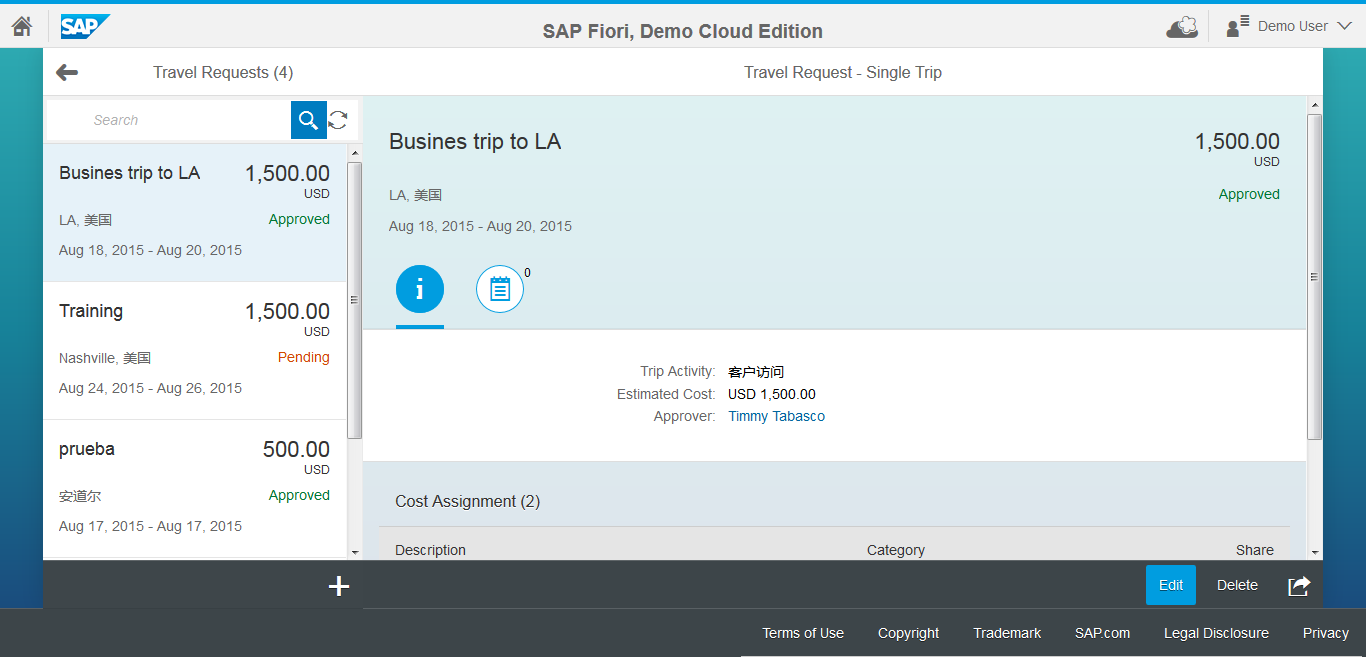 SAP
SAP Fiori, Demo Cloud Edition
Demo User
Travel Requests (4)
Travel Request - Single Trip
Search
Busines trip to LA
1,500.00
USD
LA, 美国
Approved
Aug 18, 2015 - Aug 20, 2015
Training
1,500.00
USD
Nashville, 美国
Pending
Aug 24, 2015 - Aug 26, 2015
prueba
500.00
USD
安道尔
Approved
Aug 17, 2015 - Aug 17, 2015
Busines trip to LA
1,500.00
USD
LA, 美国
Approved
Aug 18, 2015 - Aug 20, 2015
0
Trip Activity: 客户访问
Estimated Cost: USD 1,500.00
Approver: Timmy Tabasco
Cost Assignment (2)
Description Category Share
Edit Delete
Terms of Use Copyright Trademark SAP.com Legal Disclosure Privacy